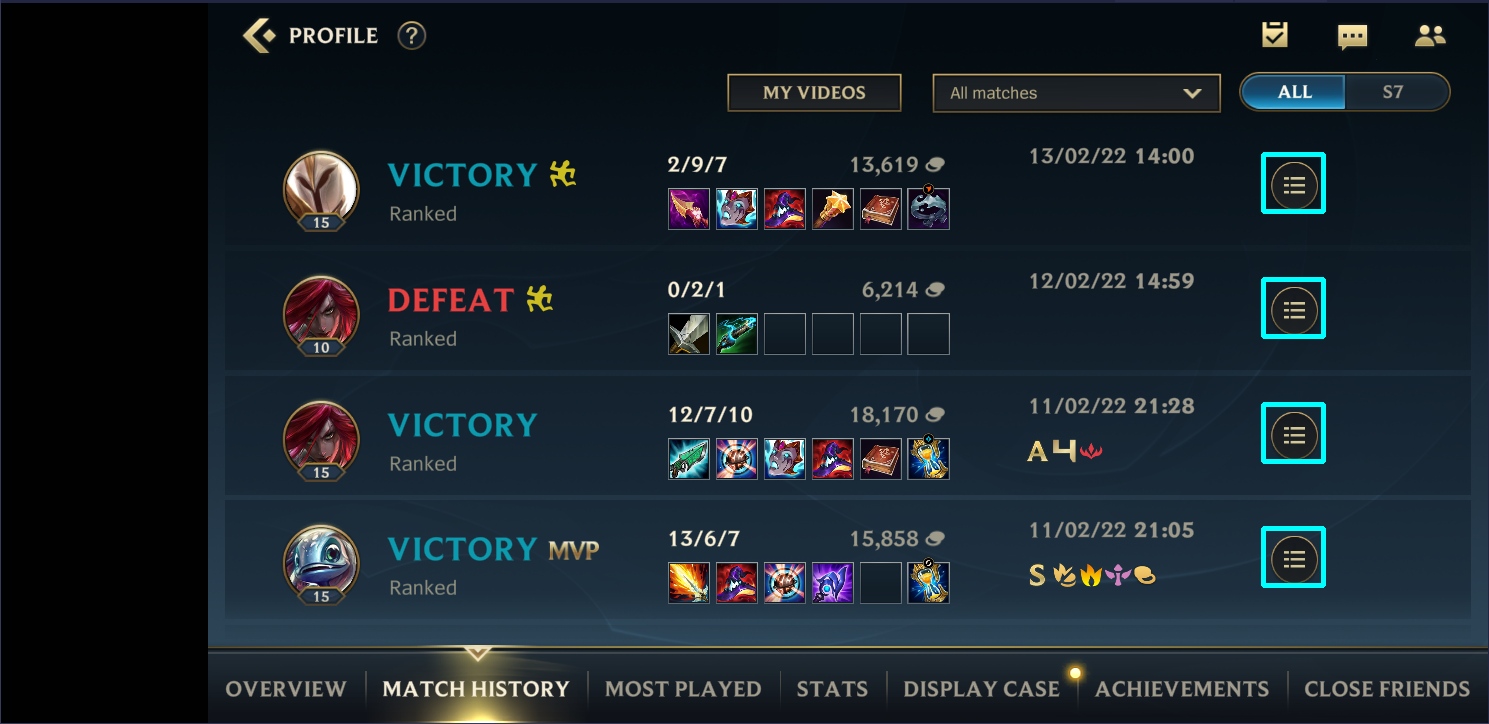 PROFILE ?
MY VIDEOS All matches ALL S7
VICTORY 2/9/7 13,619 13/02/22 14:00
15 Ranked
DEFEAT 0/2/1 6,214 12/02/22 14:59
10 Ranked
VICTORY 12/7/10 18,170 11/02/22 21:28
15 Ranked A 4
VICTORY MVP 13/6/7 15,858 11/02/22 21:05
15 Ranked S
OVERVIEW MATCH HISTORY MOST PLAYED STATS DISPLAY CASE ACHIEVEMENTS CLOSE FRIENDS